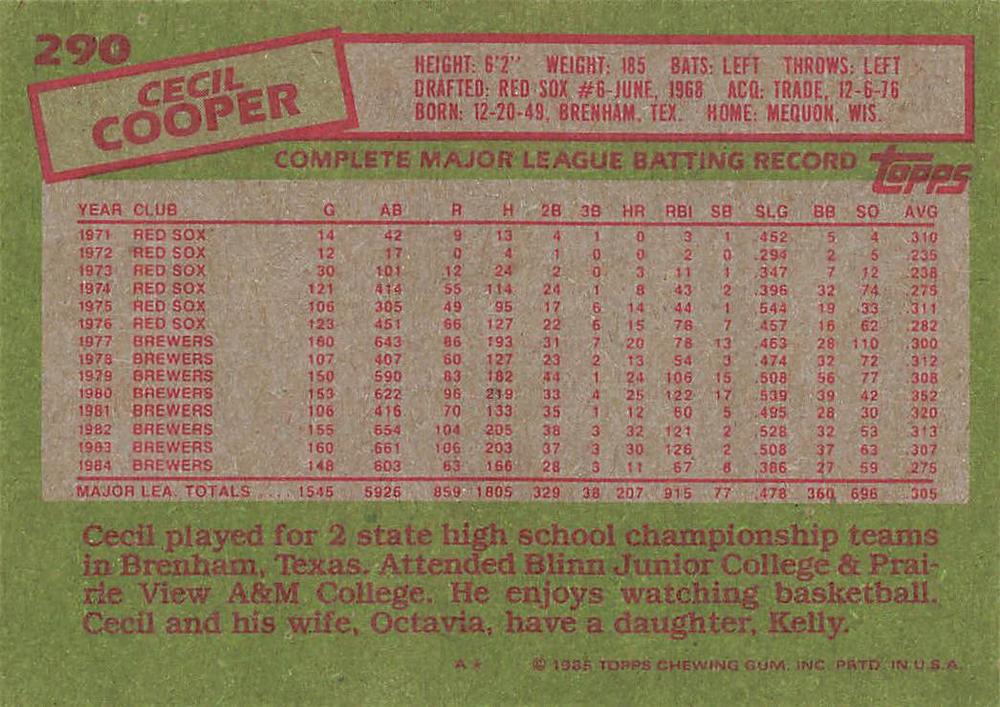 290
CECIL
COOPER
HEIGHT: 6'2" WEIGHT: 185 BATS: LEFT THROWS: LEFT
DRAFTED: RED SOX #6-JUNE, 1968 ACQ: TRADE, 12-6-76
BORN: 12-20-49, BRENHAM, TEX. HOME: MEQUON, WIS.
COMPLETE MAJOR LEAGUE BATTING RECORD topps
YEAR CLUB G AB R H 2B 3B HR RBI SB SLG BB SO AVG
1971 RED SOX 14 42 9 13 4 1 0 3 1 .452 5 4 .310
1972 RED SOX 12 17 0 4 1 0 0 2 0 .294 2 5 .235
1973 RED SOX 30 101 12 24 2 0 3 11 1 .347 7 12 .238
1974 RED SOX 121 414 55 114 24 1 8 43 2 .396 32 74 .275
1975 RED SOX 106 305 49 95 17 6 14 44 1 .544 19 33 .311
1976 RED SOX 123 451 66 127 22 6 15 78 7 .457 16 62 .282
1977 BREWERS 160 643 86 193 31 7 20 78 13 .463 28 110 .300
1978 BREWERS 107 407 60 127 23 2 13 54 3 .474 32 72 .312
1979 BREWERS 150 590 83 182 44 1 24 106 15 .508 56 77 .308
1980 BREWERS 153 622 96 219 33 4 25 122 17 .539 39 42 .352
1981 BREWERS 106 416 70 133 35 1 12 60 5 .495 28 30 .320
1982 BREWERS 155 654 104 205 38 3 32 121 2 .528 32 53 .313
1983 BREWERS 160 661 106 203 37 3 30 126 2 .508 37 63 .307
1984 BREWERS 148 603 63 166 28 3 11 67 8 .386 27 59 .275
MAJOR LEA. TOTALS .... 1545 5926 859 1805 329 38 207 915 77 .478 360 696 .305
Cecil played for 2 state high school championship teams
in Brenham, Texas. Attended Blinn Junior College & Prai-
rie View A&M College. He enjoys watching basketball.
Cecil and his wife, Octavia, have a daughter, Kelly.
A* © 1985 TOPPS CHEWING GUM, INC. PRTD. IN U.S.A.